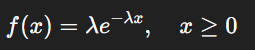 f(x) = λe^{−λx}, x ≥ 0